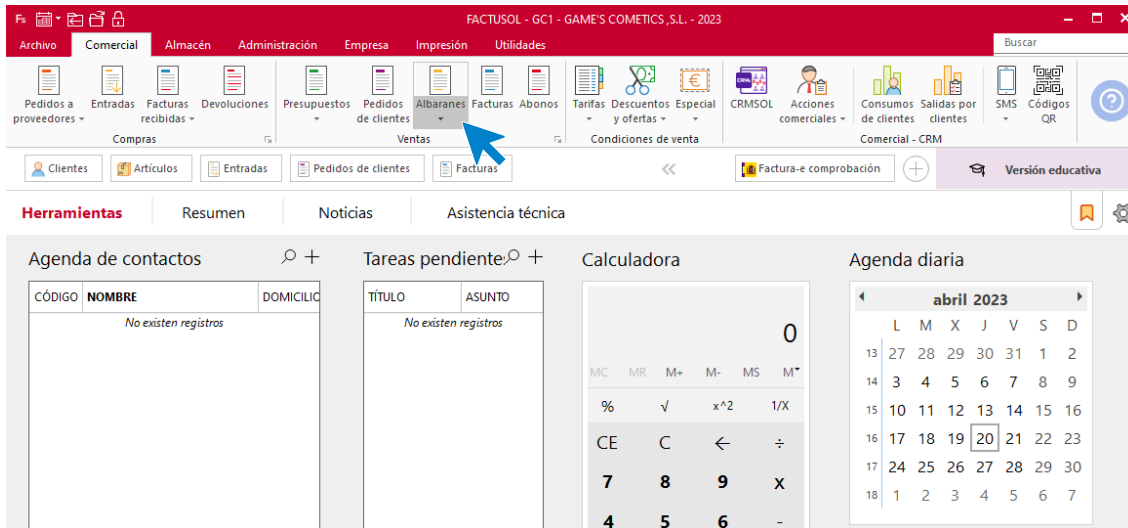 Fs
FACTUSOL - GC1 - GAME'S COMETICS ,S.L. - 2023
Archivo Comercial Almacén Administración Empresa Impresión Utilidades
Buscar
Pedidos a proveedores
Entradas
Facturas recibidas
Devoluciones
Presupuestos
Pedidos de clientes
Albaranes
Facturas
Abonos
Tarifas
Descuentos y ofertas
Especial
CRMSOL
Acciones comerciales
Consumos de clientes
Salidas por clientes
SMS
Códigos QR
?
Compras Ventas Condiciones de venta Comercial - CRM
Clientes Artículos Entradas Pedidos de clientes Facturas Factura-e comprobación Versión educativa
Herramientas Resumen Noticias Asistencia técnica
Agenda de contactos
CÓDIGO NOMBRE DOMICILIO
No existen registros
Tareas pendientes
TÍTULO ASUNTO
No existen registros
Calculadora
0
MC MR M+ M- MS M
% √ x^2 1/X
CE C ← ÷
7 8 9 x
4 5 6 -
Agenda diaria
abril 2023
L M X J V S D
13 27 28 29 30 31 1 2
14 3 4 5 6 7 8 9
15 10 11 12 13 14 15 16
16 17 18 19 20 21 22 23
17 24 25 26 27 28 29 30
18 1 2 3 4 5 6 7